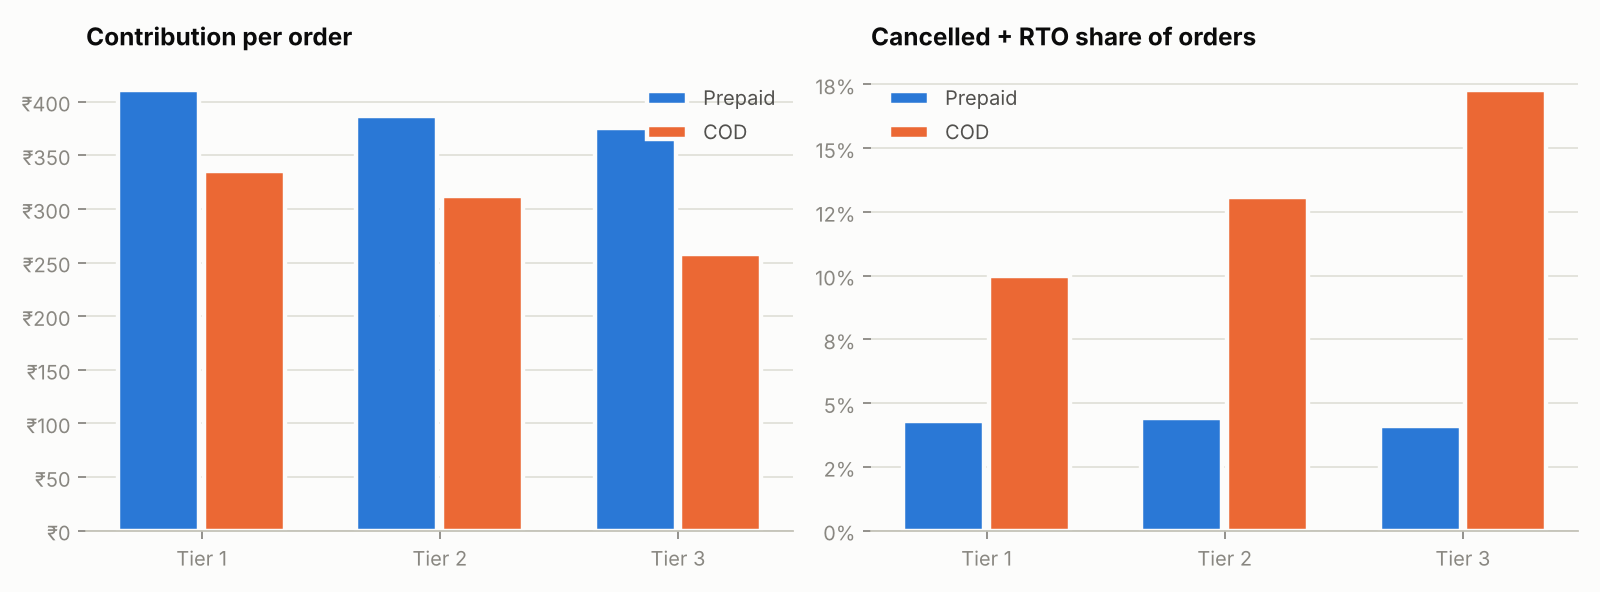 Contribution per order
₹400
₹350
₹300
₹250
₹200
₹150
₹100
₹50
₹0
Prepaid
COD
Tier 1
Tier 2
Tier 3
Cancelled + RTO share of orders
18%
15%
12%
10%
8%
5%
2%
0%
Prepaid
COD
Tier 1
Tier 2
Tier 3